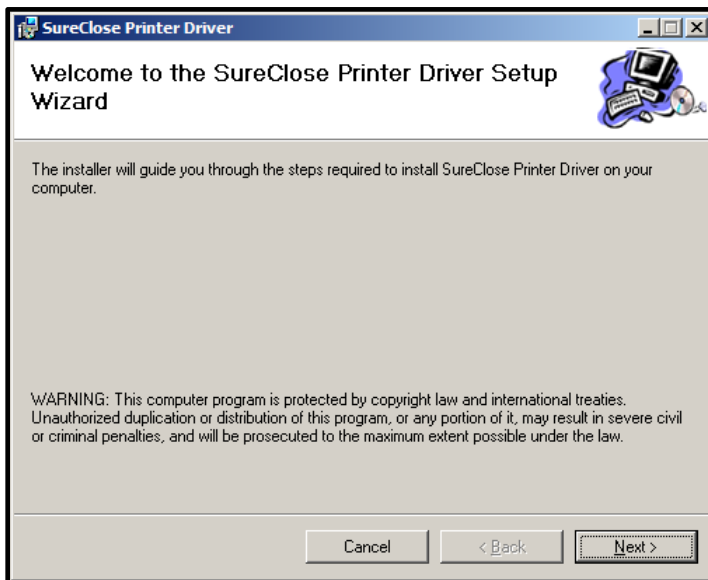 SureClose Printer Driver
Welcome to the SureClose Printer Driver Setup
Wizard
The installer will guide you through the steps required to install SureClose Printer Driver on your
computer.
WARNING: This computer program is protected by copyright law and international treaties.
Unauthorized duplication or distribution of this program, or any portion of it, may result in severe civil
or criminal penalties, and will be prosecuted to the maximum extent possible under the law.
Cancel
< Back
Next >